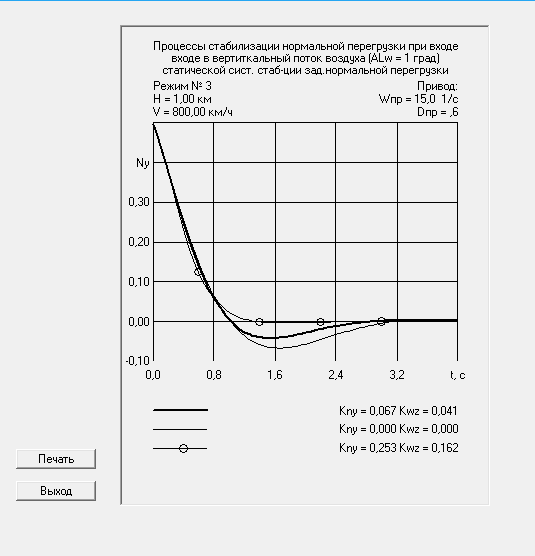 Процессы стабилизации нормальной перегрузки при входе
входе в вертиткальный поток воздуха (ALw = 1 град)
статической сист. стаб-ции зад.нормальной перегрузки
Режим № 3
Привод:
H = 1,00 км
Wпр = 15,0 1/с
V = 800,00 км/ч
Dпр = ,6
Ny
0,30
0,20
0,10
0,00
-0,10
0,0 0,8 1,6 2,4 3,2 t, c
Kny = 0,067 Kwz = 0,041
Kny = 0,000 Kwz = 0,000
Kny = 0,253 Kwz = 0,162
Печать
Выход